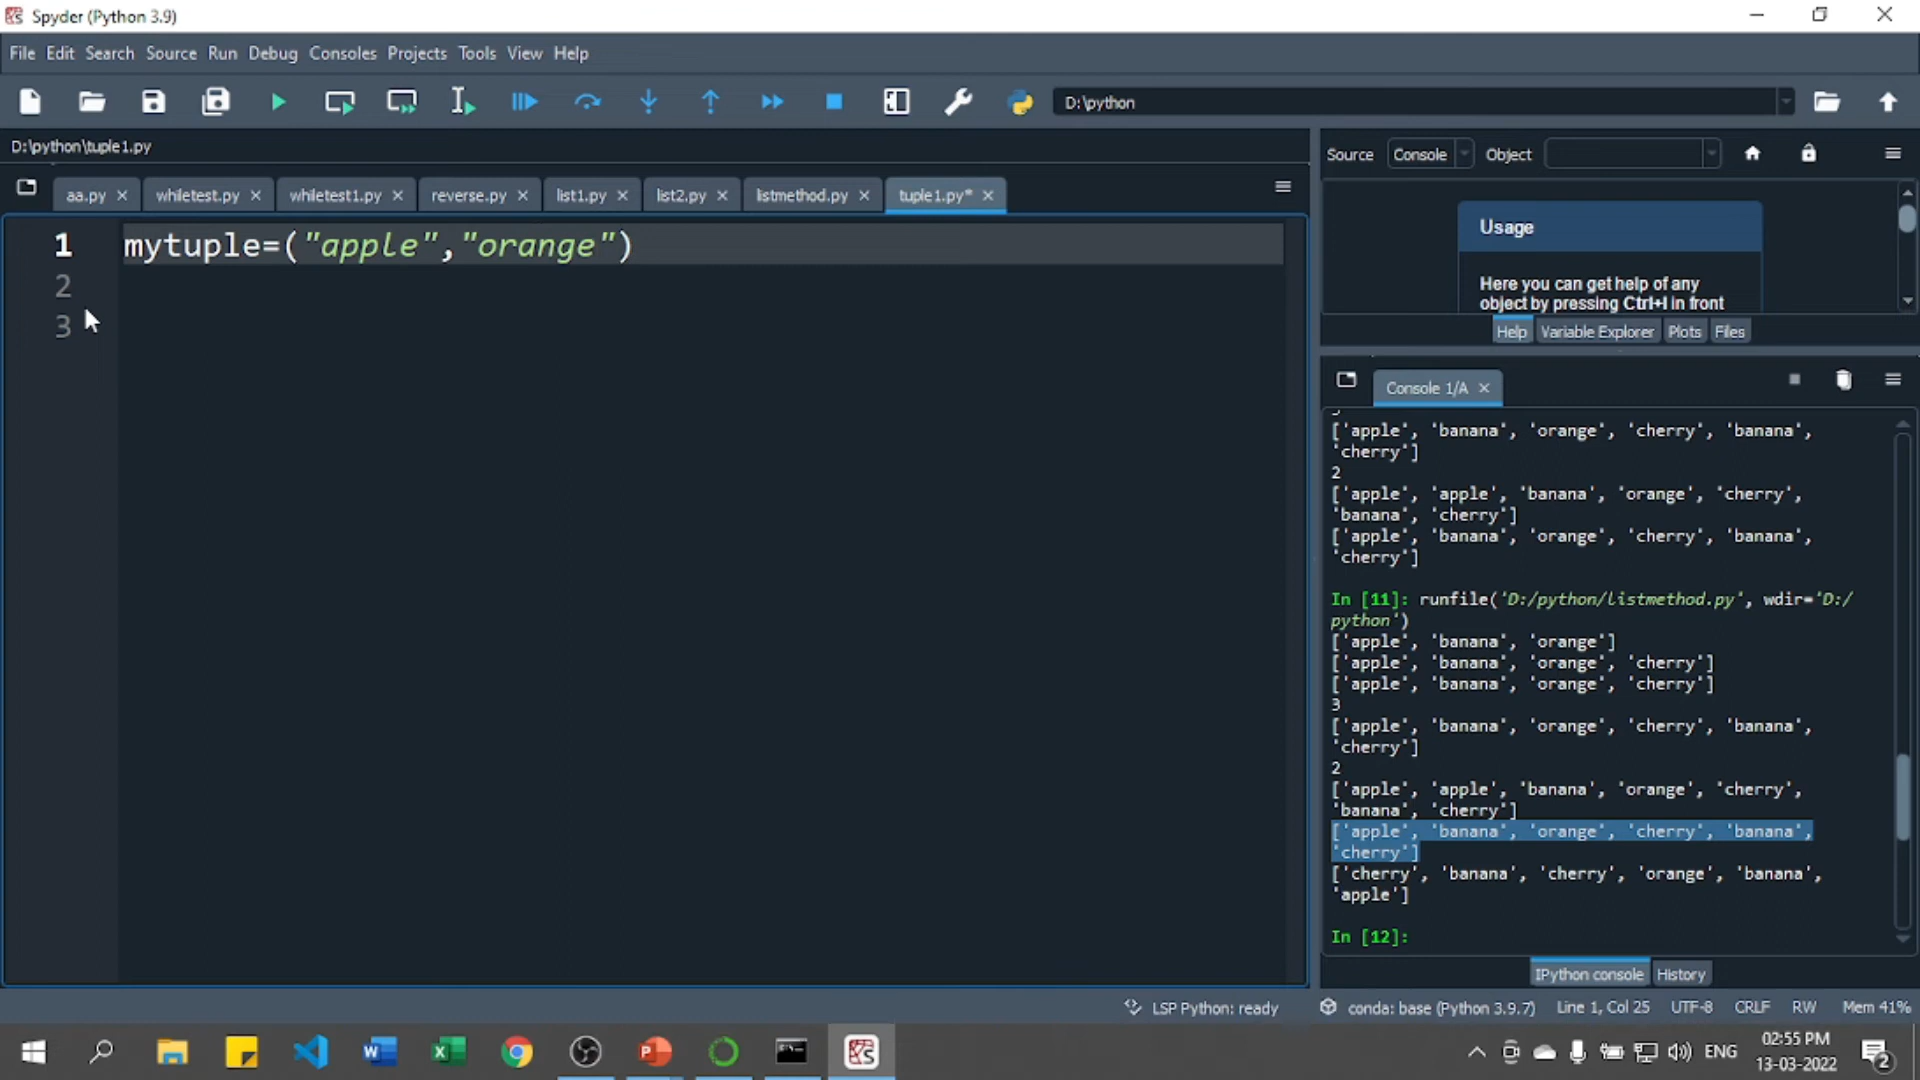 Spyder (Python 3.9)
File Edit Search Source Run Debug Consoles Projects Tools View Help
D:\python
D:\python\tuple1.py
aa.py whiletest.py whiletest1.py reverse.py list1.py list2.py listmethod.py tuple1.py*
1 mytuple=("apple","orange")
2
3
Source Console Object
Usage
Here you can get help of any
object by pressing Ctrl+I in front
Help Variable Explorer Plots Files
Console 1/A
['apple', 'banana', 'orange', 'cherry', 'banana',
'cherry']
2
['apple', 'apple', 'banana', 'orange', 'cherry',
'banana', 'cherry']
['apple', 'banana', 'orange', 'cherry', 'banana',
'cherry']
In [11]: runfile('D:/python/listmethod.py', wdir='D:/
python')
['apple', 'banana', 'orange']
['apple', 'banana', 'orange', 'cherry']
['apple', 'banana', 'orange', 'cherry']
3
['apple', 'banana', 'orange', 'cherry', 'banana',
'cherry']
2
['apple', 'apple', 'banana', 'orange', 'cherry',
'banana', 'cherry']
['apple', 'banana', 'orange', 'cherry', 'banana',
'cherry']
['cherry', 'banana', 'cherry', 'orange', 'banana',
'apple']
In [12]:
IPython console History
LSP Python: ready conda: base (Python 3.9.7) Line 1, Col 25 UTF-8 CRLF RW Mem 41%
ENG
02:55 PM
13-03-2022
2